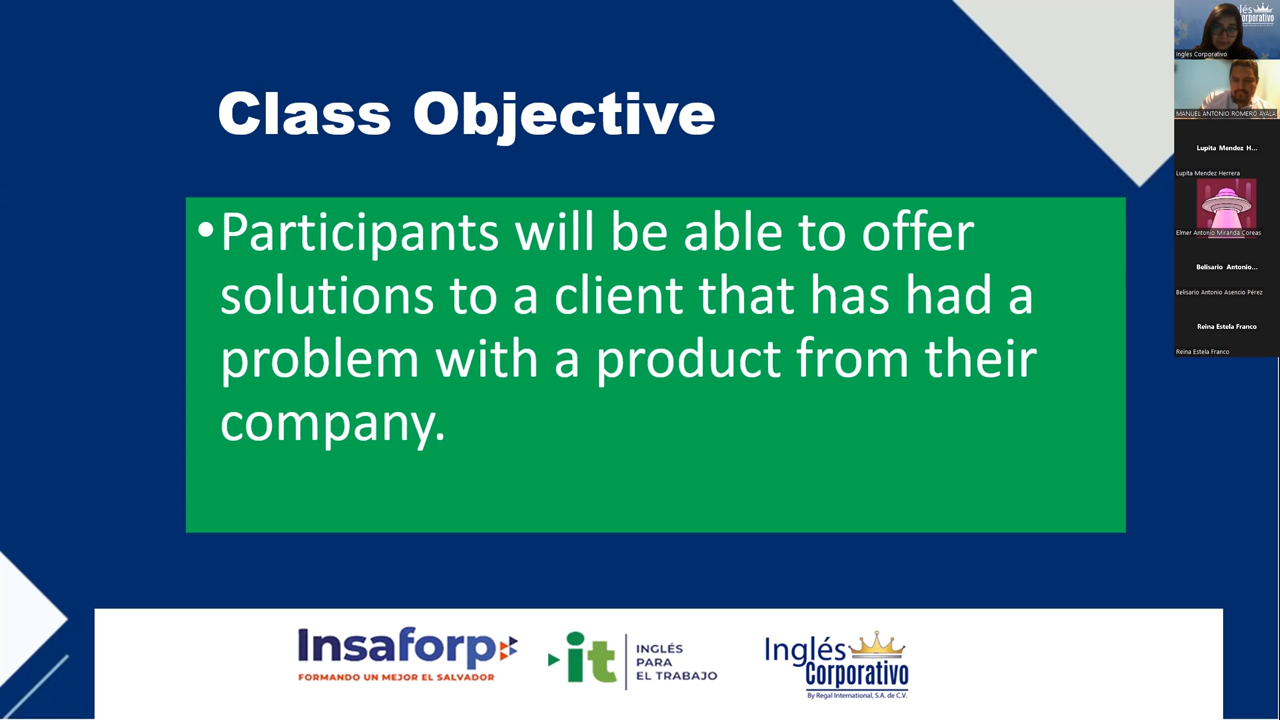 Class Objective
•Participants will be able to offer
solutions to a client that has had a
problem with a product from their
company.
Insaforp
FORMANDO UN MEJOR EL SALVADOR
it
INGLÉS
PARA
EL TRABAJO
Inglés
Corporativo
By Regal International, S.A. de C.V.
lés
orporativo
Ingles Corporativo
MANUEL ANTONIO ROMERO AYALA
Lupita Mendez H...
Lupita Mendez Herrera
Elmer Antonio Miranda Coreas
Belisario Antonio...
Belisario Antonio Asencio Pérez
Reina Estela Franco
Reina Estela Franco